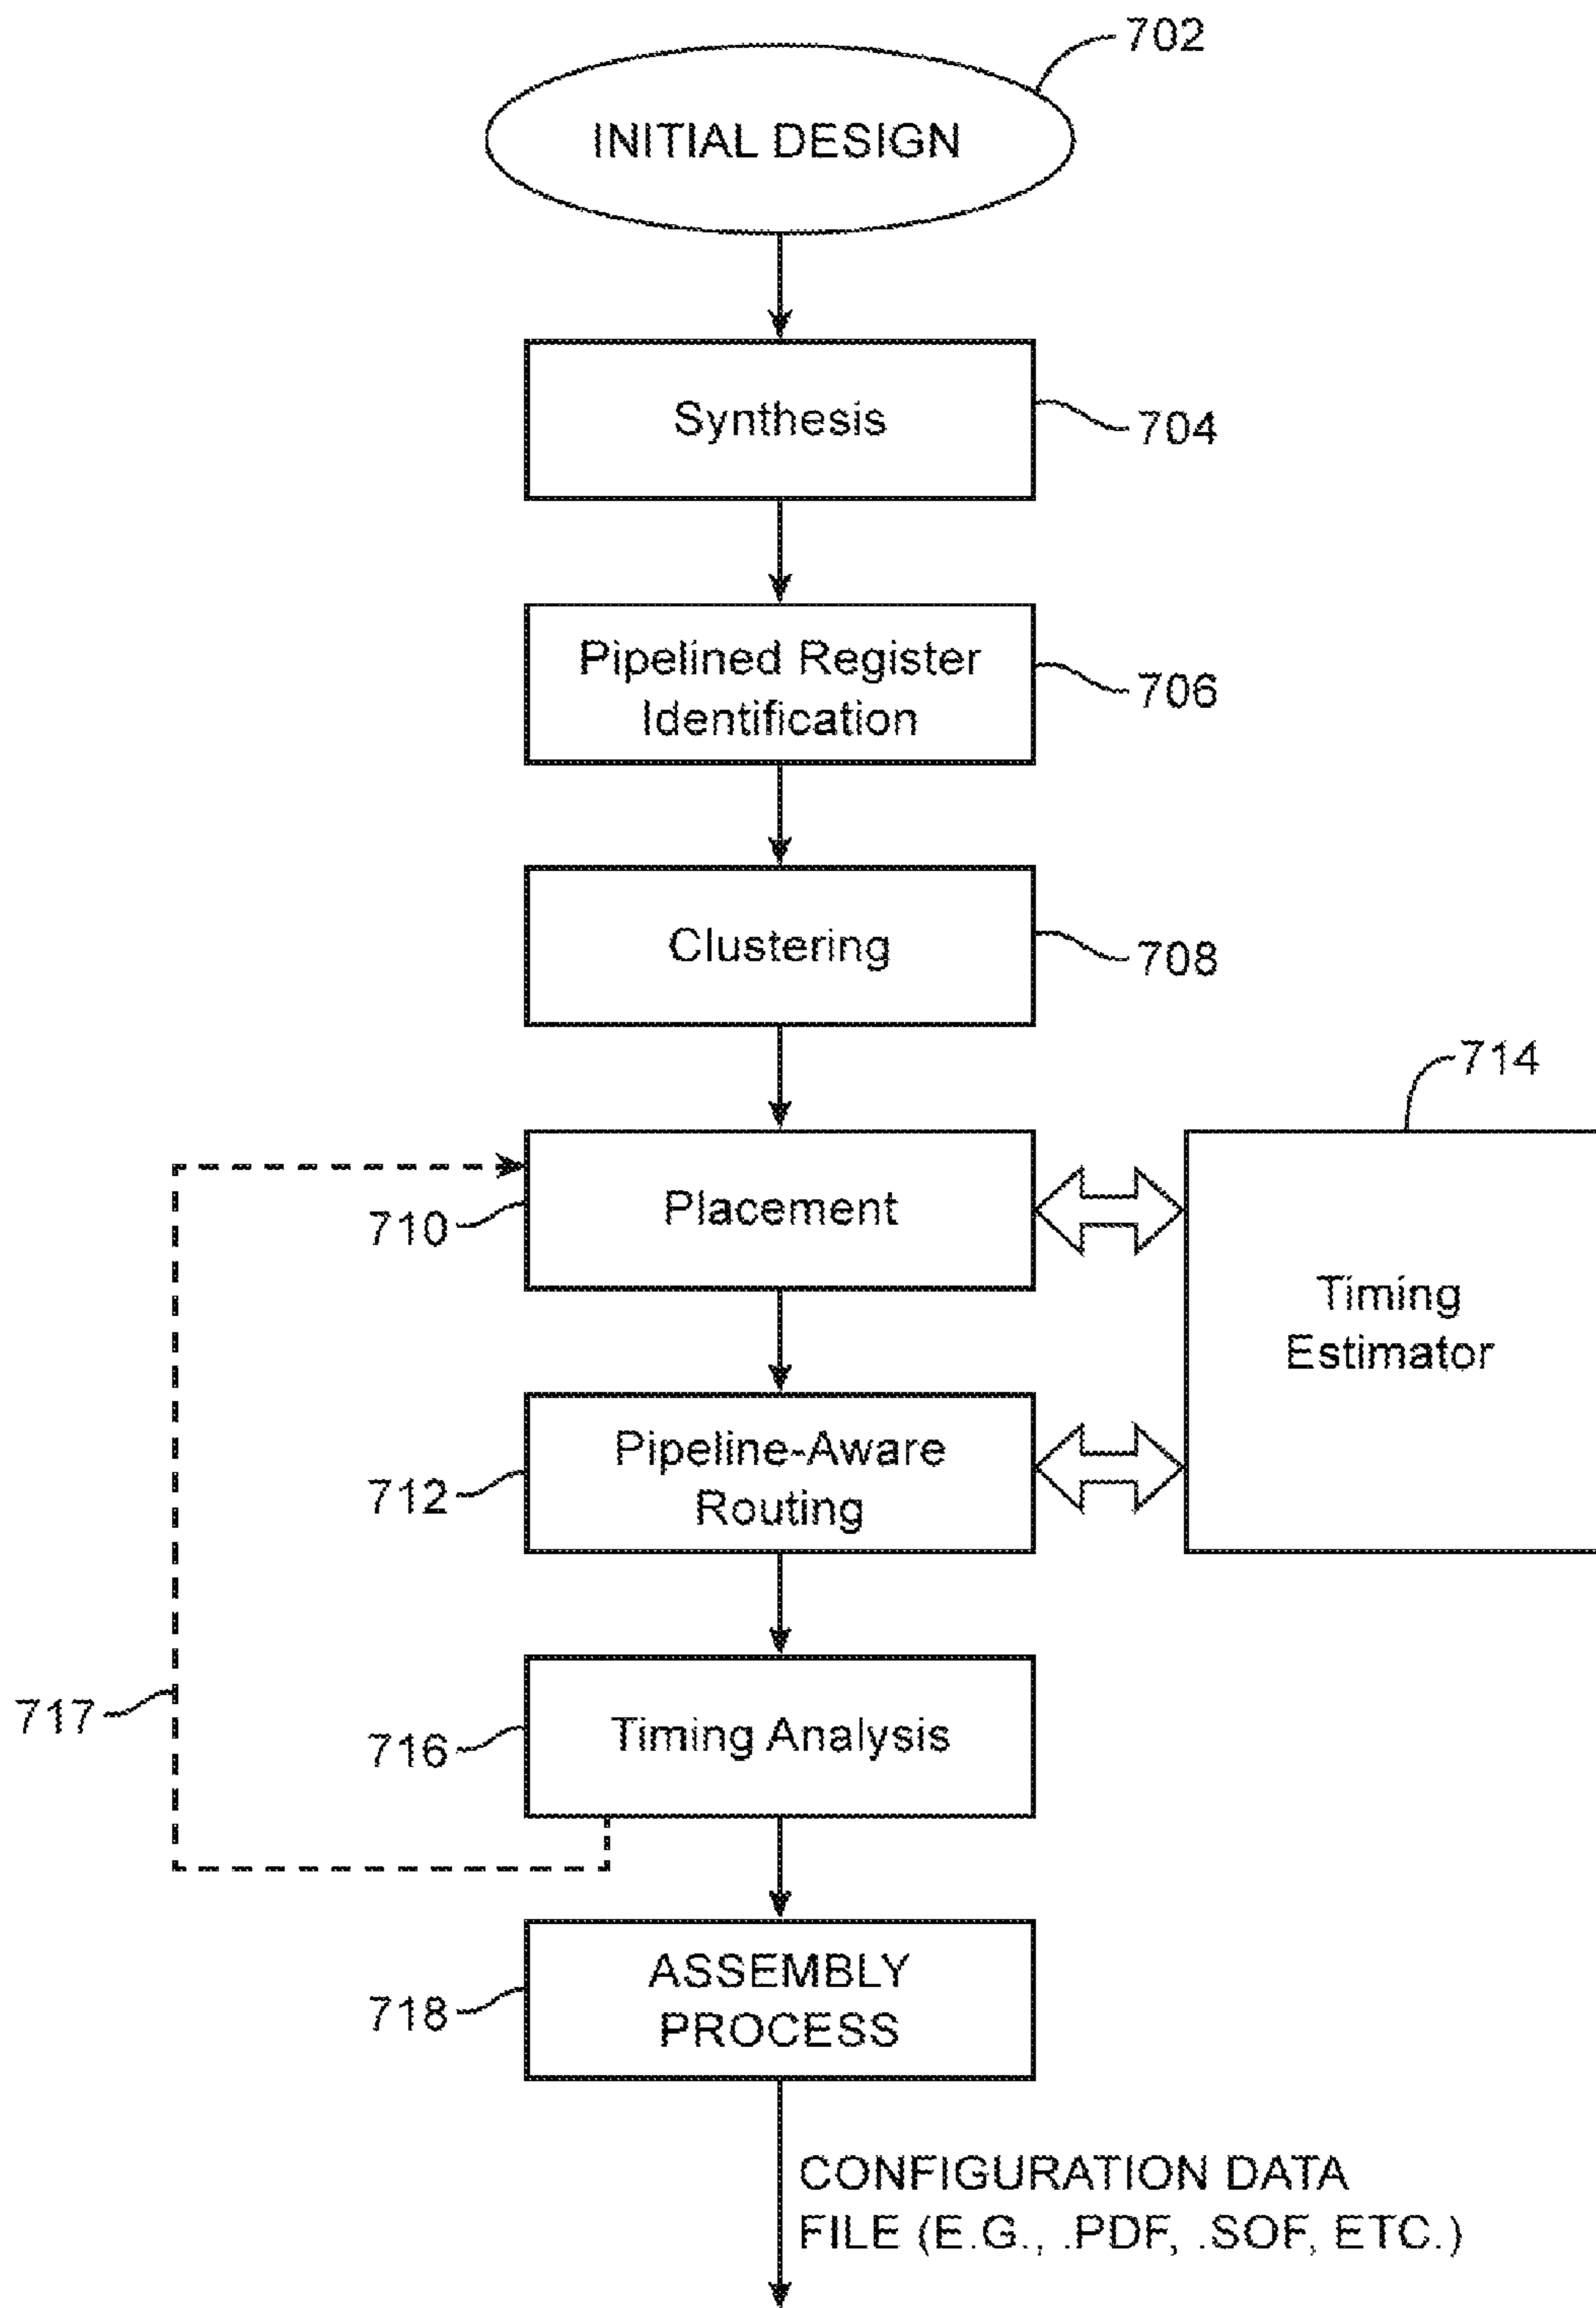 702
INITIAL DESIGN
Synthesis
704
Pipelined Register
Identification
706
Clustering
708
714
710
Placement
Timing
Estimator
712
Pipeline-Aware
Routing
717
716
Timing Analysis
718
ASSEMBLY
PROCESS
CONFIGURATION DATA
FILE (E.G., .PDF, .SOF, ETC.)